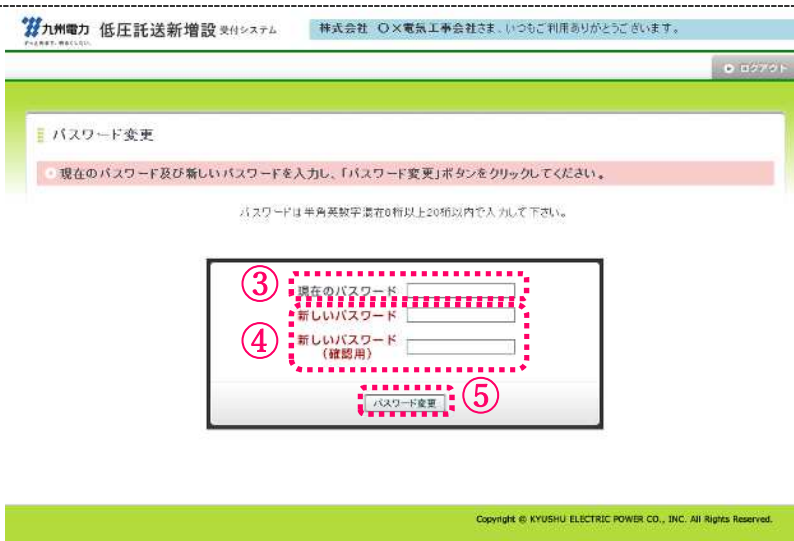 九州電力 低圧託送新増設 受付システム 株式会社 〇×電気工事会社さま、いつもご利用ありがとうございます。
ログアウト
パスワード変更
現在のパスワード及び新しいパスワードを入力し、「パスワード変更」ボタンをクリックしてください。
パスワードは半角英数字混在8桁以上20桁以内で入力して下さい。
③ 現在のパスワード
新しいパスワード
④ 新しいパスワード
(確認用)
パスワード変更 ⑤
Copyright © KYUSHU ELECTRIC POWER CO., INC. All Rights Reserved.